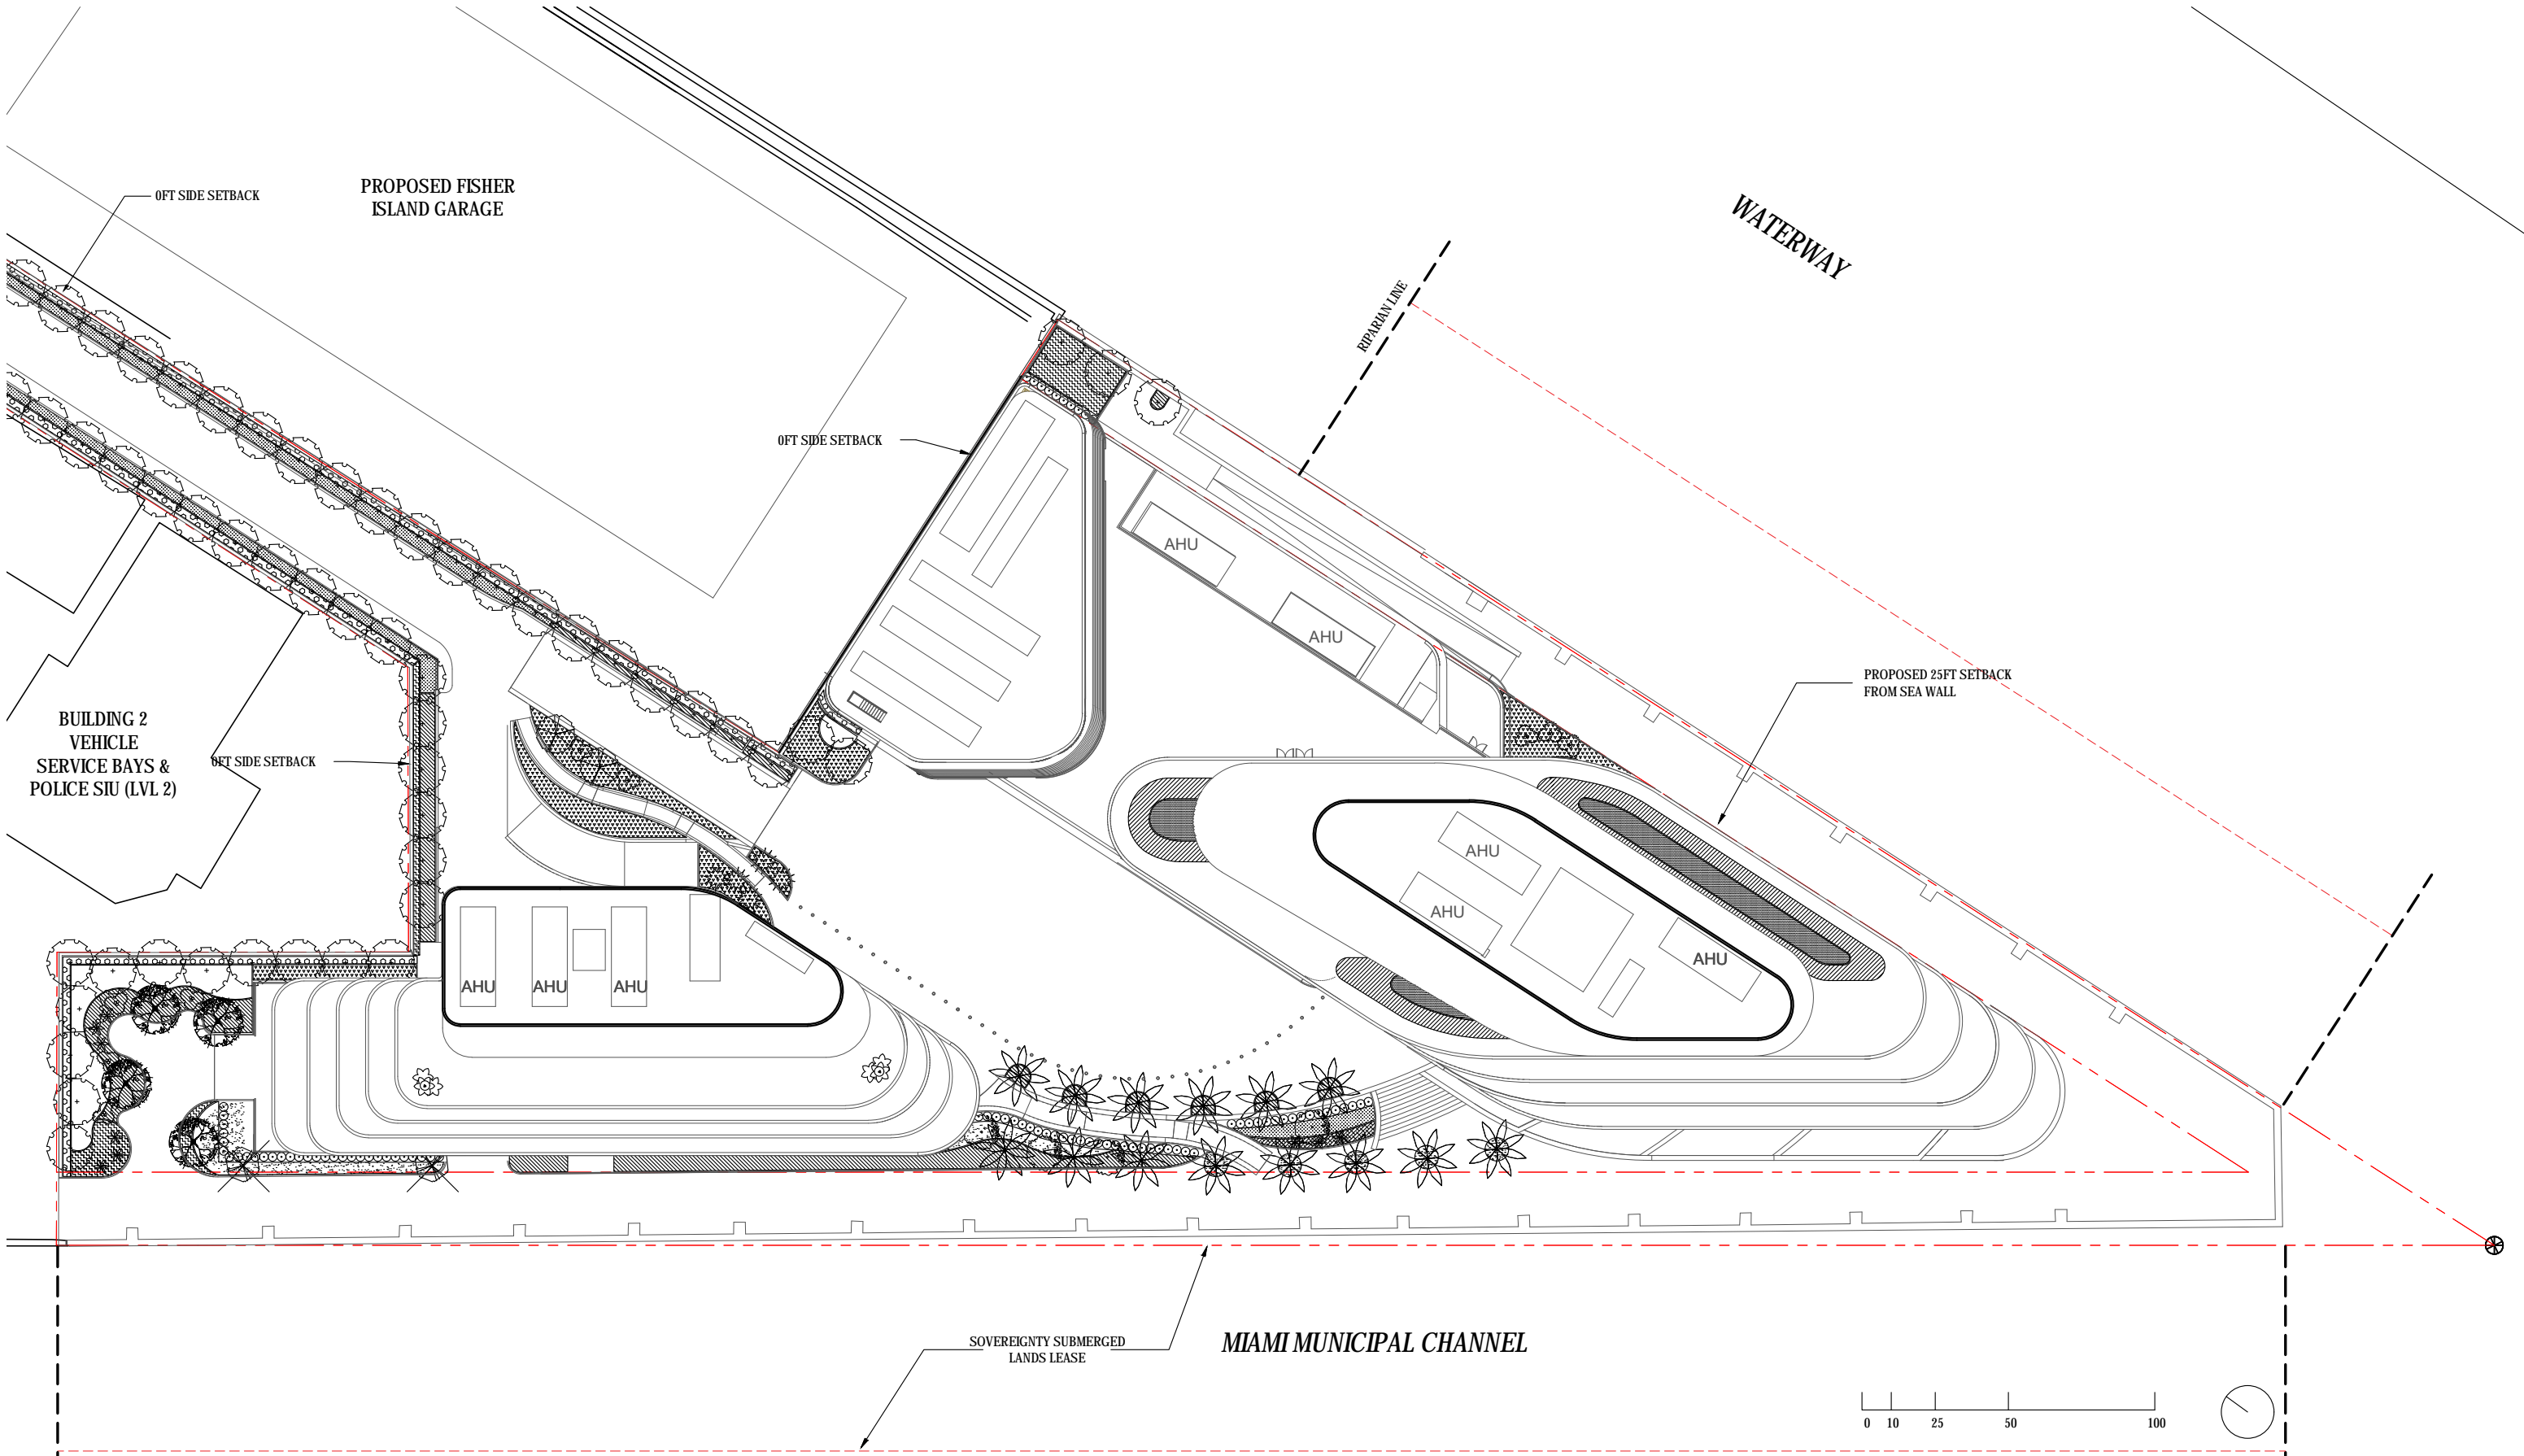 0FT SIDE SETBACK
PROPOSED FISHER
ISLAND GARAGE
WATERWAY
RIPARIAN LINE
0FT SIDE SETBACK
AHU
AHU
PROPOSED 25FT SETBACK
FROM SEA WALL
BUILDING 2
VEHICLE
SERVICE BAYS &
POLICE SIU (LVL 2)
0FT SIDE SETBACK
AHU
AHU
AHU
AHU
AHU
AHU
SOVEREIGNTY SUBMERGED
LANDS LEASE
MIAMI MUNICIPAL CHANNEL
0 10 25 50 100